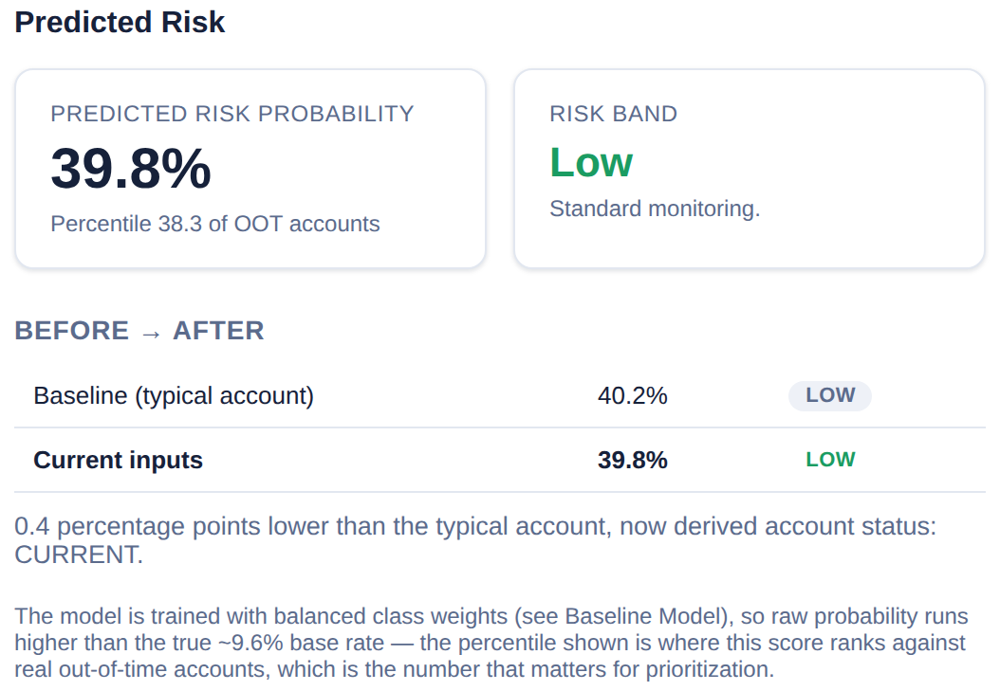 Predicted Risk
PREDICTED RISK PROBABILITY
39.8%
Percentile 38.3 of OOT accounts
RISK BAND
Low
Standard monitoring.
BEFORE → AFTER
Baseline (typical account) 40.2% LOW
Current inputs 39.8% LOW
0.4 percentage points lower than the typical account, now derived account status:
CURRENT.
The model is trained with balanced class weights (see Baseline Model), so raw probability runs
higher than the true ~9.6% base rate — the percentile shown is where this score ranks against
real out-of-time accounts, which is the number that matters for prioritization.